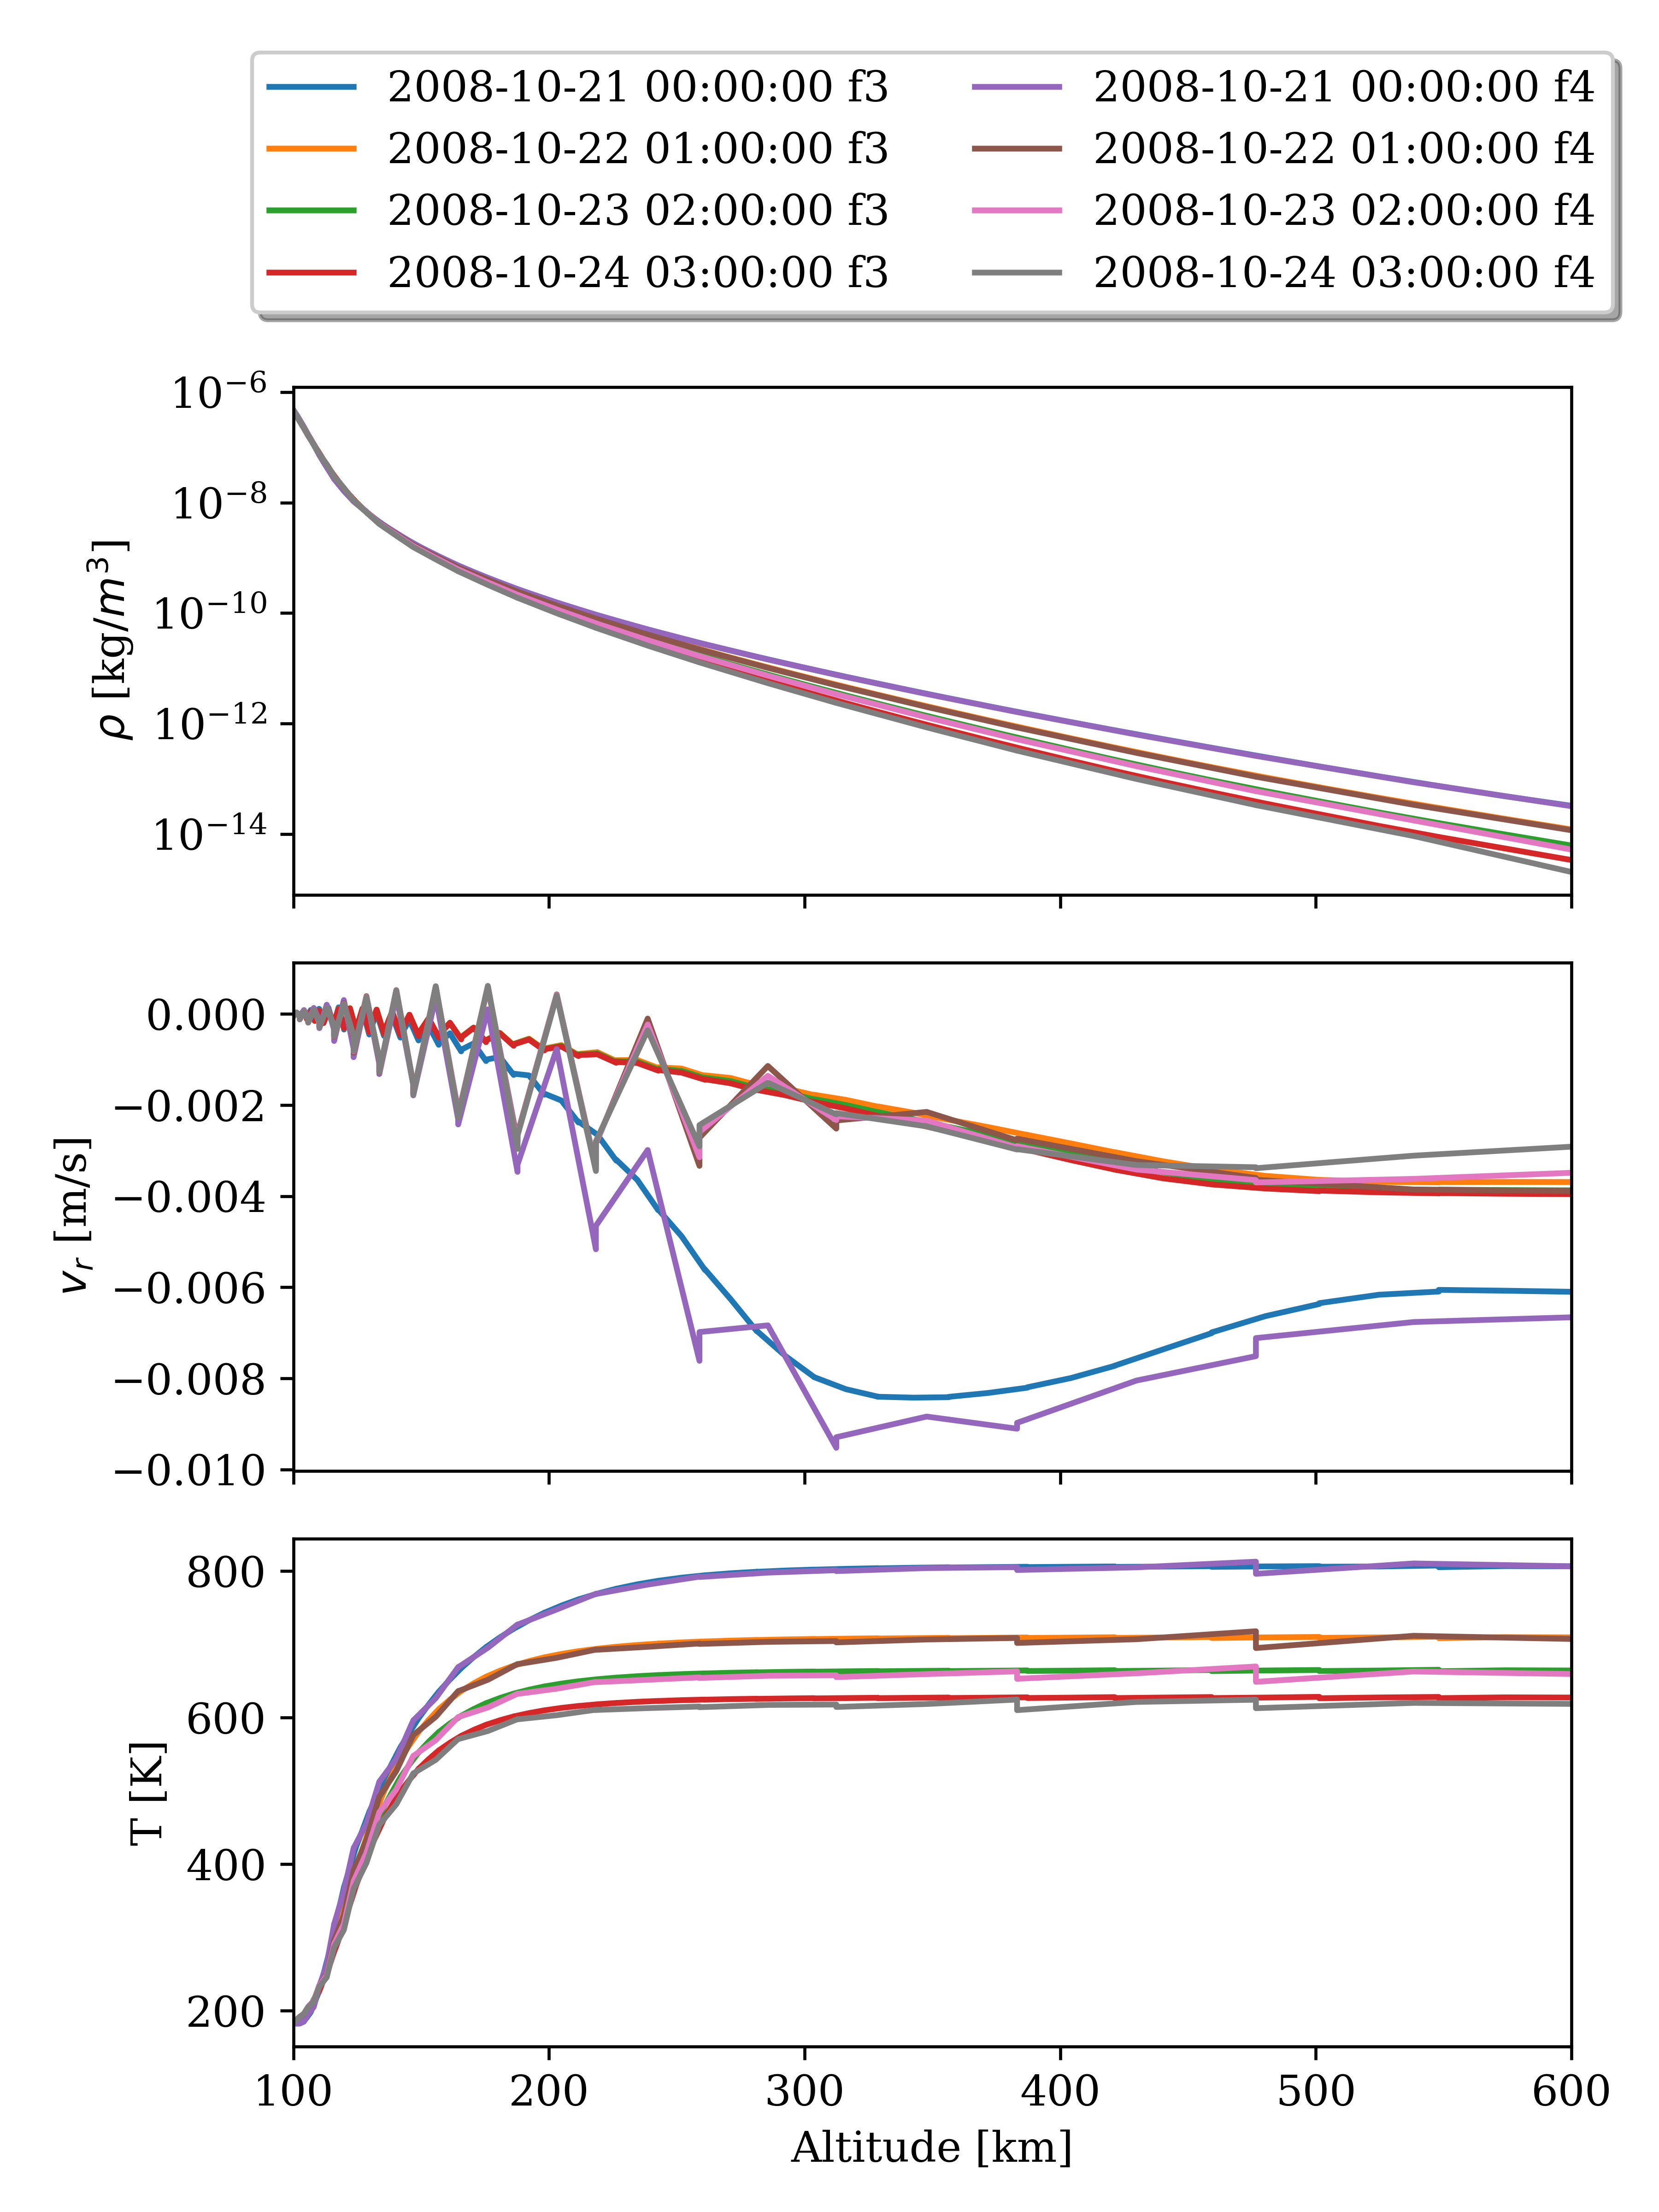 2008-10-21 00:00:00 f3
2008-10-22 01:00:00 f3
2008-10-23 02:00:00 f3
2008-10-24 03:00:00 f3
2008-10-21 00:00:00 f4
2008-10-22 01:00:00 f4
2008-10-23 02:00:00 f4
2008-10-24 03:00:00 f4
10⁻⁶
10⁻⁸
10⁻¹⁰
10⁻¹²
10⁻¹⁴
ρ [kg/m³]
0.000
−0.002
−0.004
−0.006
−0.008
−0.010
vᵣ [m/s]
800
600
400
200
T [K]
100 200 300 400 500 600
Altitude [km]